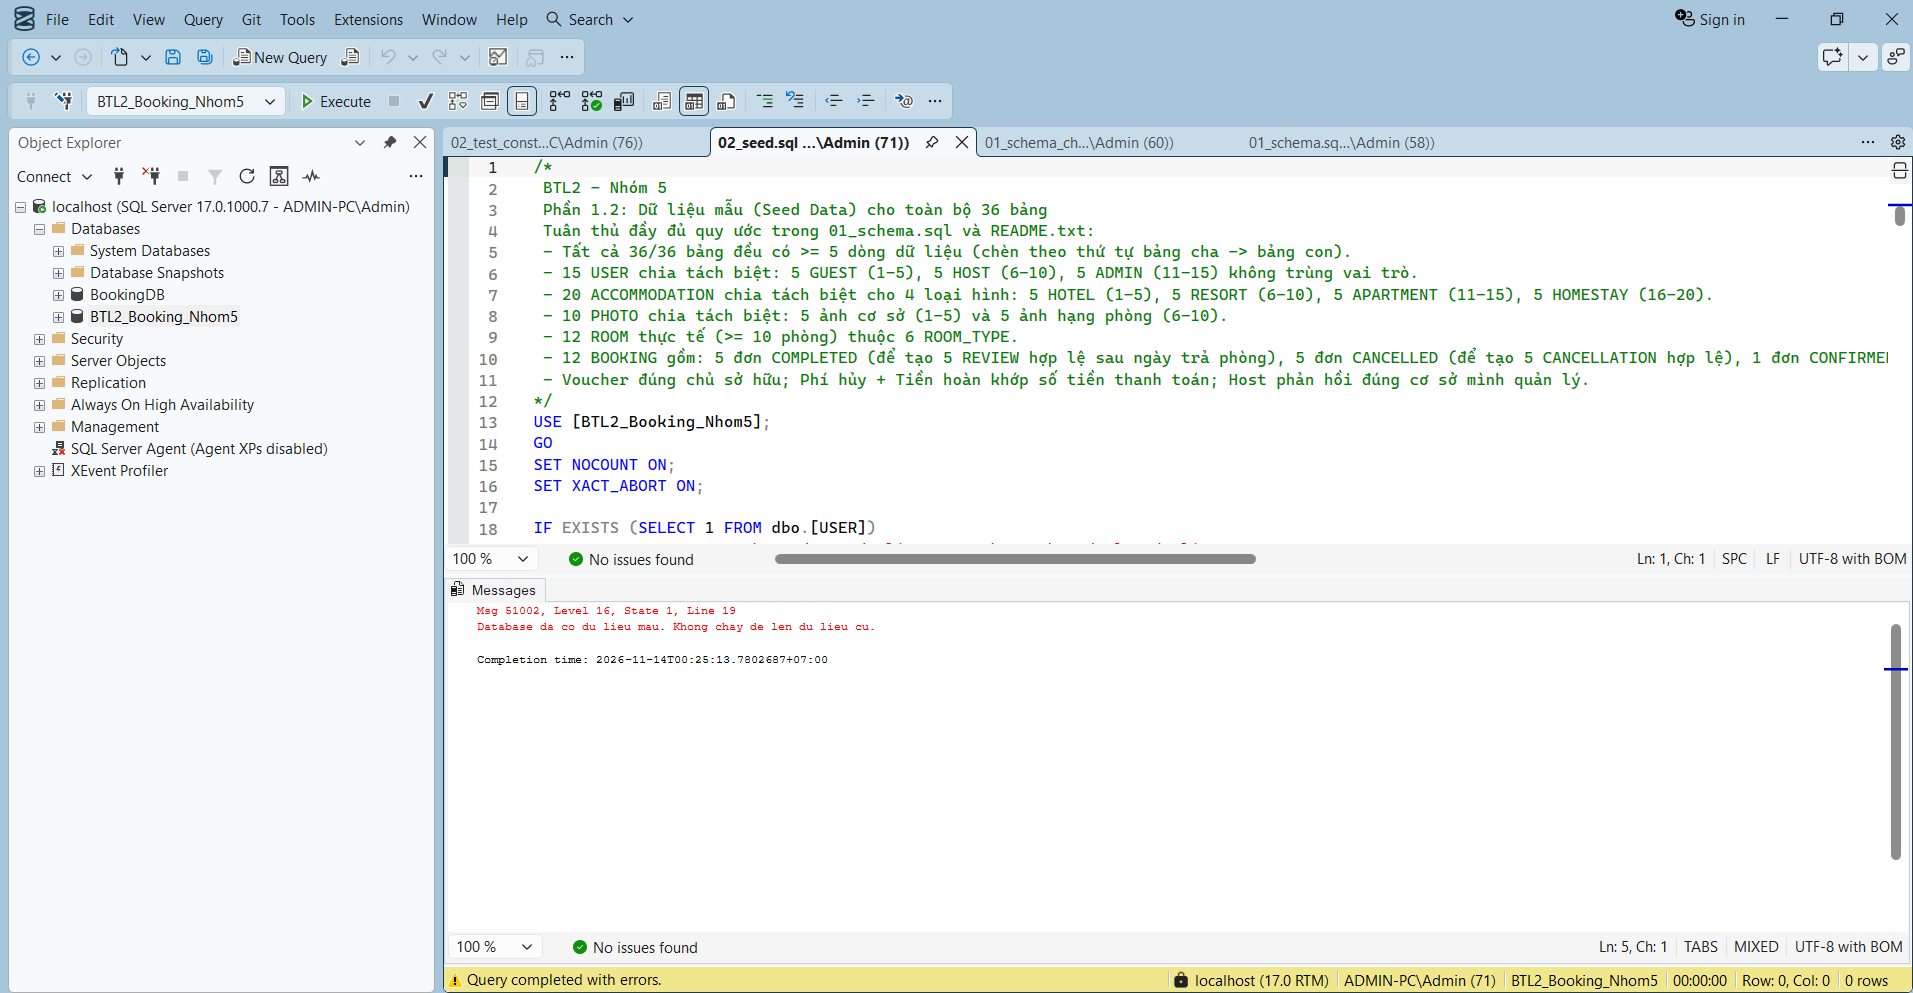 File Edit View Query Git Tools Extensions Window Help Search Sign in
New Query
BTL2_Booking_Nhom5 Execute
Object Explorer
Connect
localhost (SQL Server 17.0.1000.7 - ADMIN-PC\Admin)
Databases
System Databases
Database Snapshots
BookingDB
BTL2_Booking_Nhom5
Security
Server Objects
Replication
Always On High Availability
Management
SQL Server Agent (Agent XPs disabled)
XEvent Profiler
02_test_const...C\Admin (76)) 02_seed.sql ...\Admin (71)) 01_schema_ch...\Admin (60)) 01_schema.sq...\Admin (58))
1 /*
2 BTL2 - Nhóm 5
3 Phần 1.2: Dữ liệu mẫu (Seed Data) cho toàn bộ 36 bảng
4 Tuân thủ đầy đủ quy ước trong 01_schema.sql và README.txt:
5 - Tất cả 36/36 bảng đều có >= 5 dòng dữ liệu (chèn theo thứ tự bảng cha -> bảng con).
6 - 15 USER chia tách biệt: 5 GUEST (1-5), 5 HOST (6-10), 5 ADMIN (11-15) không trùng vai trò.
7 - 20 ACCOMMODATION chia tách biệt cho 4 loại hình: 5 HOTEL (1-5), 5 RESORT (6-10), 5 APARTMENT (11-15), 5 HOMESTAY (16-20).
8 - 10 PHOTO chia tách biệt: 5 ảnh cơ sở (1-5) và 5 ảnh hạng phòng (6-10).
9 - 12 ROOM thực tế (>= 10 phòng) thuộc 6 ROOM_TYPE.
10 - 12 BOOKING gồm: 5 đơn COMPLETED (để tạo 5 REVIEW hợp lệ sau ngày trả phòng), 5 đơn CANCELLED (để tạo 5 CANCELLATION hợp lệ), 1 đơn CONFIRME
11 - Voucher đúng chủ sở hữu; Phí hủy + Tiền hoàn khớp số tiền thanh toán; Host phản hồi đúng cơ sở mình quản lý.
12 */
13 USE [BTL2_Booking_Nhom5];
14 GO
15 SET NOCOUNT ON;
16 SET XACT_ABORT ON;
17
18 IF EXISTS (SELECT 1 FROM dbo.[USER])
100 % No issues found Ln: 1, Ch: 1 SPC LF UTF-8 with BOM
Messages
Msg 51002, Level 16, State 1, Line 19
Database da co du lieu mau. Khong chay de len du lieu cu.
Completion time: 2026-11-14T00:25:13.7802687+07:00
100 % No issues found Ln: 5, Ch: 1 TABS MIXED UTF-8 with BOM
Query completed with errors. localhost (17.0 RTM) ADMIN-PC\Admin (71) BTL2_Booking_Nhom5 00:00:00 Row: 0, Col: 0 0 rows